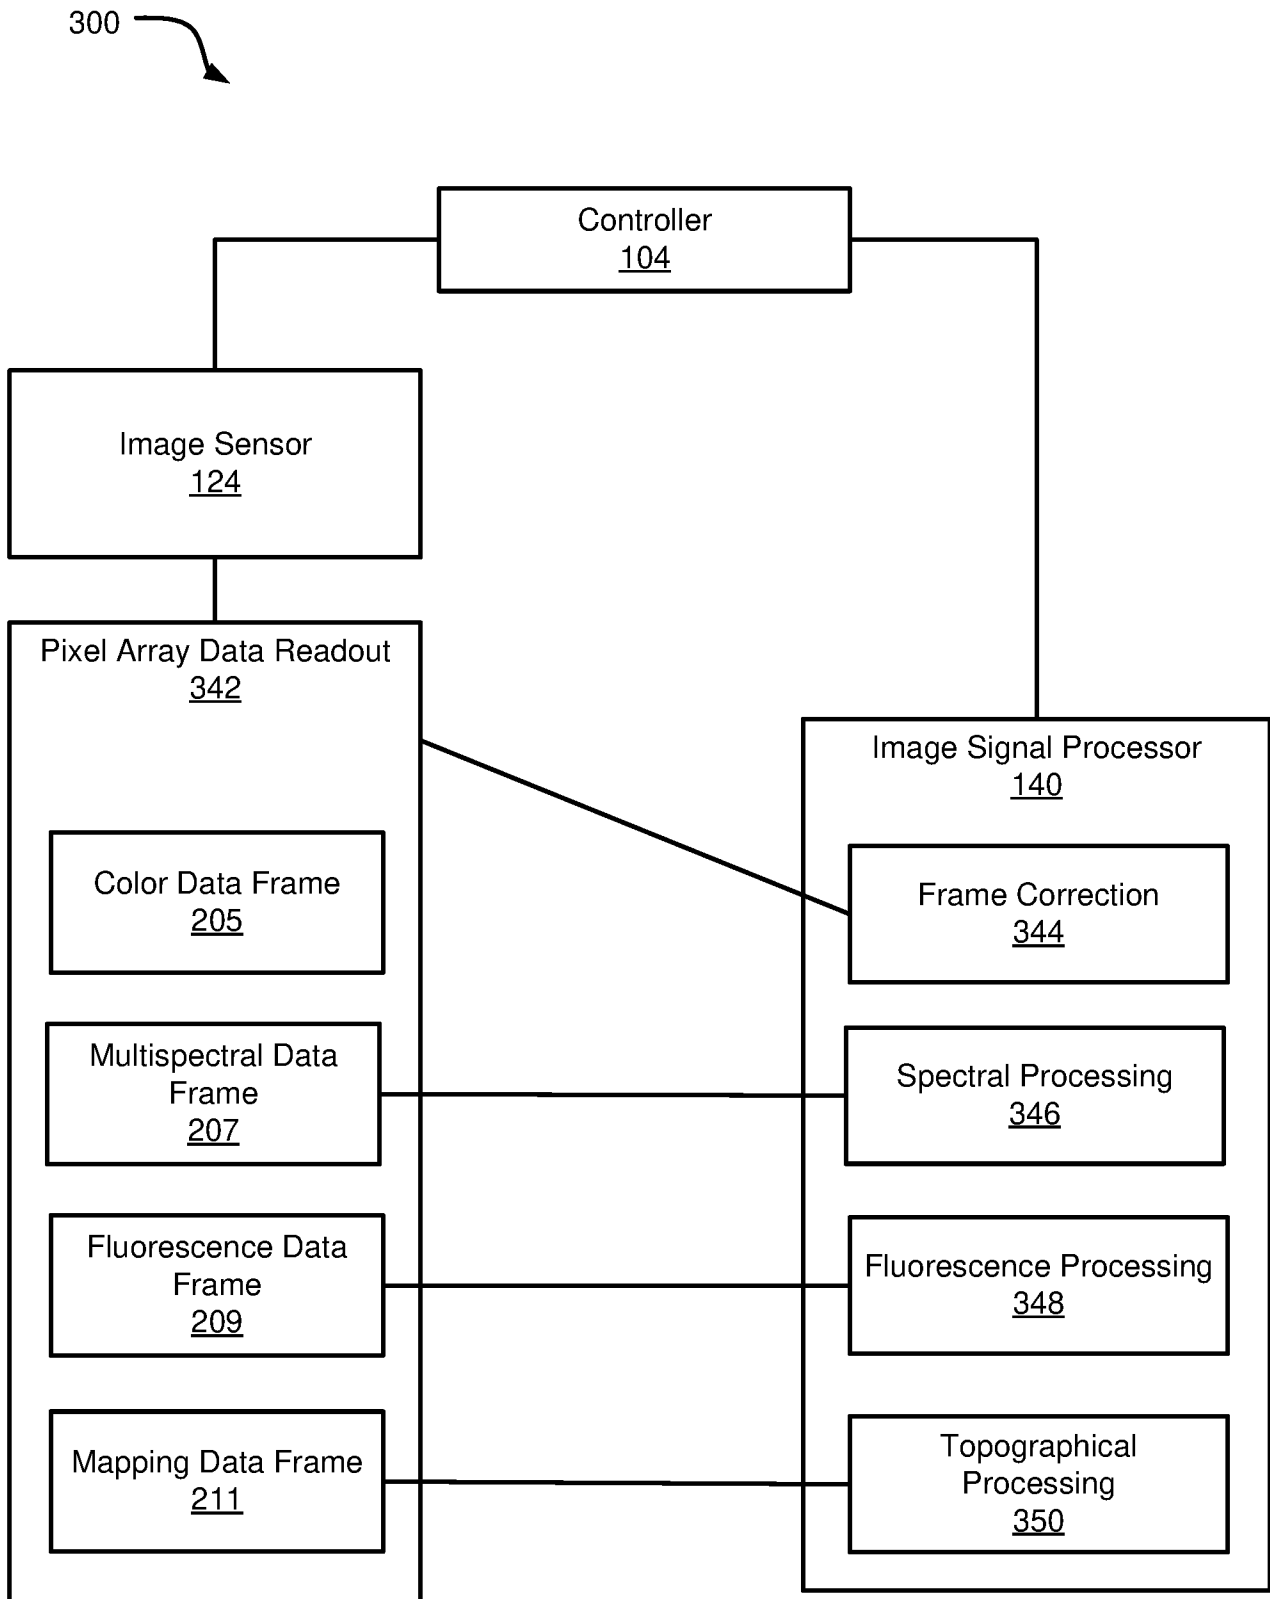 300
Controller
104
Image Sensor
124
Pixel Array Data Readout
342
Color Data Frame
205
Multispectral Data
Frame
207
Fluorescence Data
Frame
209
Mapping Data Frame
211
Image Signal Processor
140
Frame Correction
344
Spectral Processing
346
Fluorescence Processing
348
Topographical
Processing
350